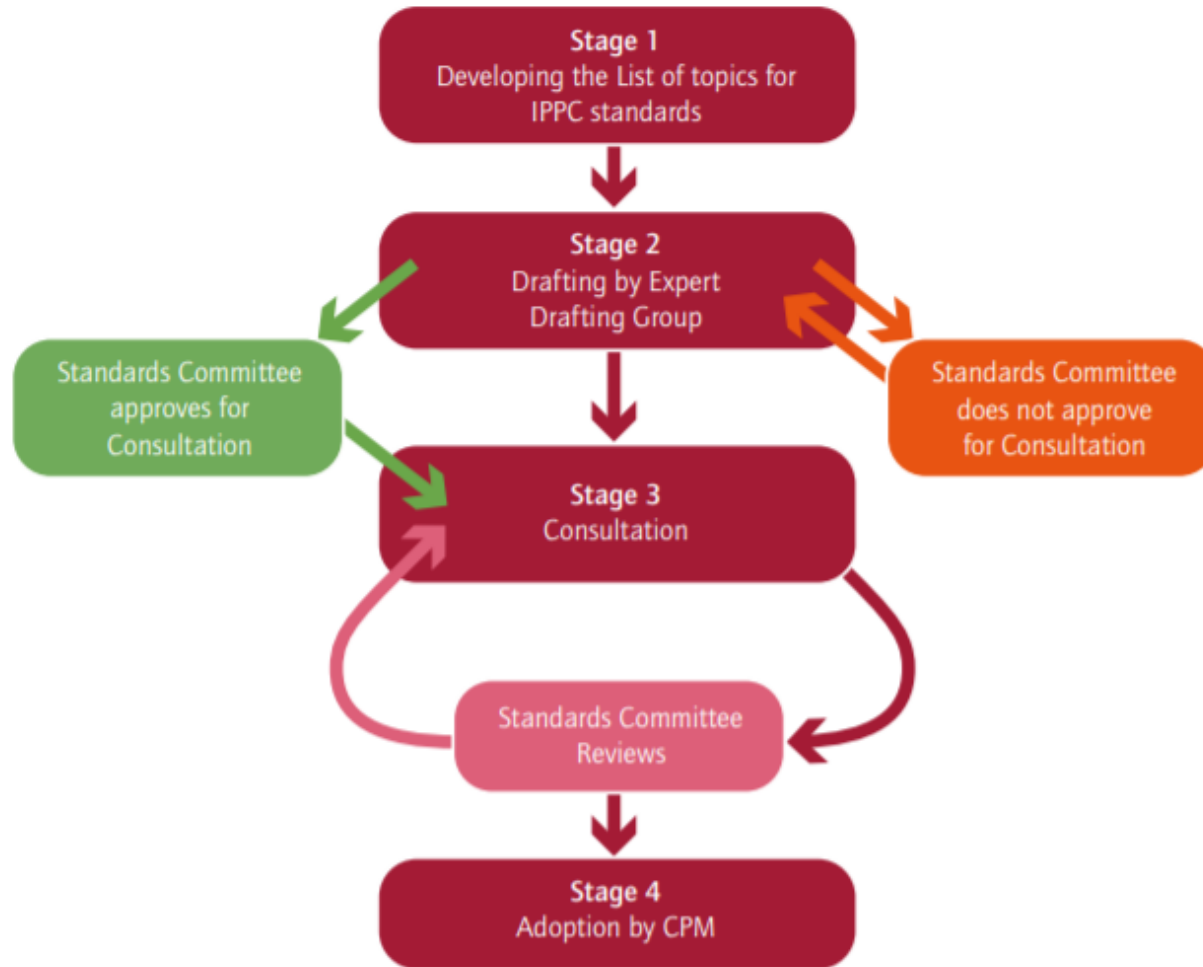 Stage 1
Developing the List of topics for
IPPC standards
Stage 2
Drafting by Expert
Drafting Group
Standards Committee
approves for
Consultation
Standards Committee
does not approve
for Consultation
Stage 3
Consultation
Standards Committee
Reviews
Stage 4
Adoption by CPM